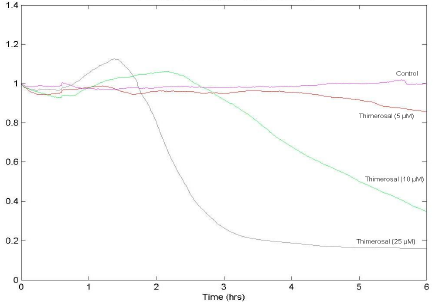 1.4
1.2
1
0.8
0.6
0.4
0.2
0
Control
Thimerosal (5 µM)
Thimerosal (10 µM)
Thimerosal (25 µM)
0 1 2 3 4 5 6
Time (hrs)